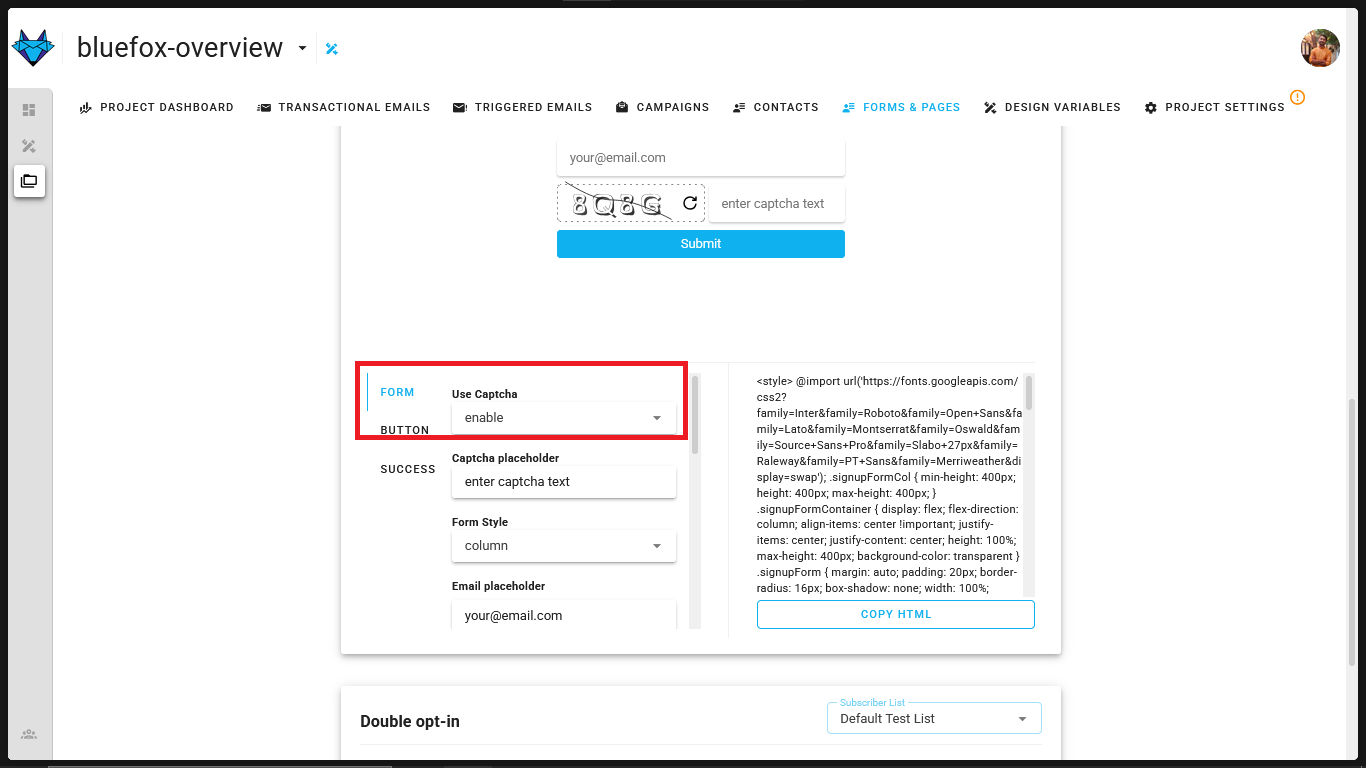 bluefox-overview
PROJECT DASHBOARD
TRANSACTIONAL EMAILS
TRIGGERED EMAILS
CAMPAIGNS
CONTACTS
FORMS & PAGES
DESIGN VARIABLES
PROJECT SETTINGS
your@email.com
8Q8G
enter captcha text
Submit
FORM
BUTTON
SUCCESS
Use Captcha
enable
Captcha placeholder
enter captcha text
Form Style
column
Email placeholder
your@email.com
<style> @import url('https://fonts.googleapis.com/
css2?
family=Inter&family=Roboto&family=Open+Sans&fa
mily=Lato&family=Montserrat&family=Oswald&fam
ily=Source+Sans+Pro&family=Slabo+27px&family=
Raleway&family=PT+Sans&family=Merriweather&di
splay=swap'); .signupFormCol { min-height: 400px;
height: 400px; max-height: 400px; }
.signupFormContainer { display: flex; flex-direction:
column; align-items: center !important; justify-
items: center; justify-content: center; height: 100%;
max-height: 400px; background-color: transparent }
.signupForm { margin: auto; padding: 20px; border-
radius: 16px; box-shadow: none; width: 100%;
COPY HTML
Double opt-in
Subscriber List
Default Test List